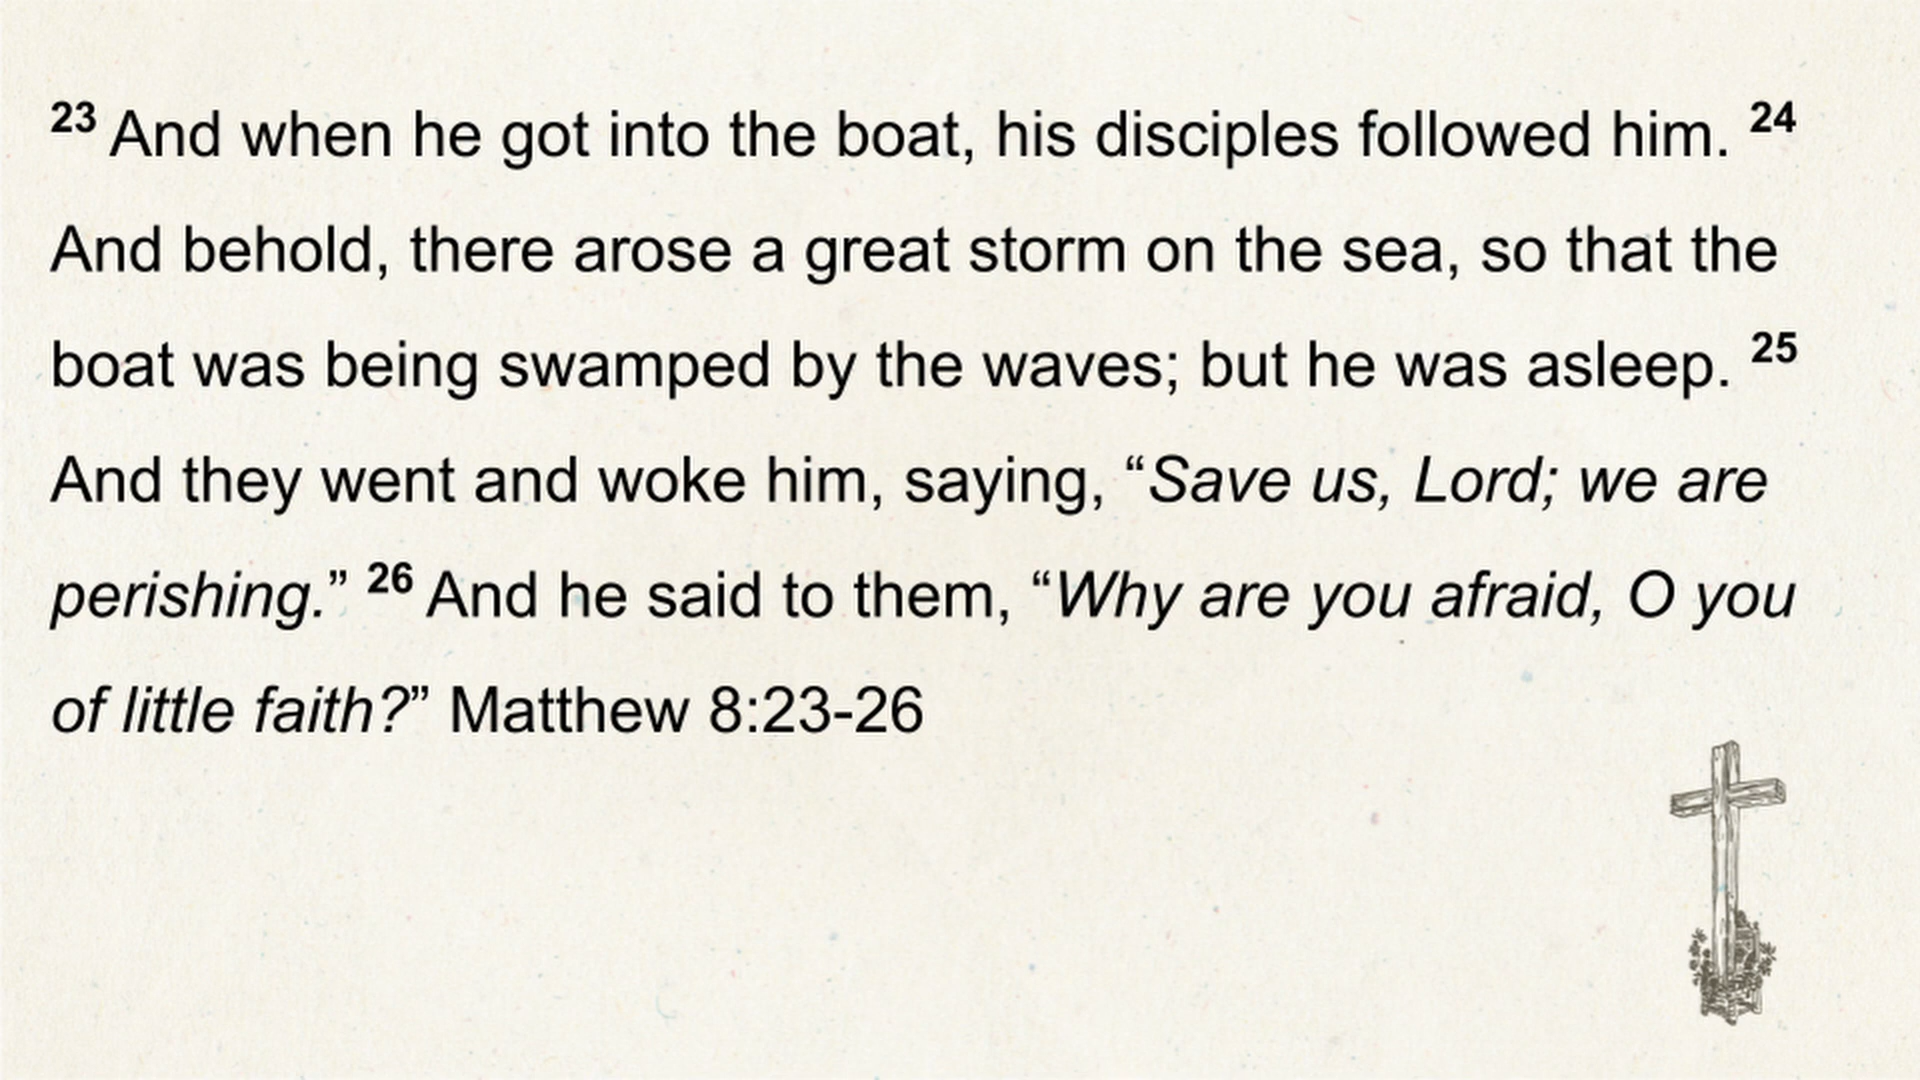 23 And when he got into the boat, his disciples followed him. 24
And behold, there arose a great storm on the sea, so that the
boat was being swamped by the waves; but he was asleep. 25
And they went and woke him, saying, “Save us, Lord; we are
perishing.” 26 And he said to them, “Why are you afraid, O you
of little faith?” Matthew 8:23-26